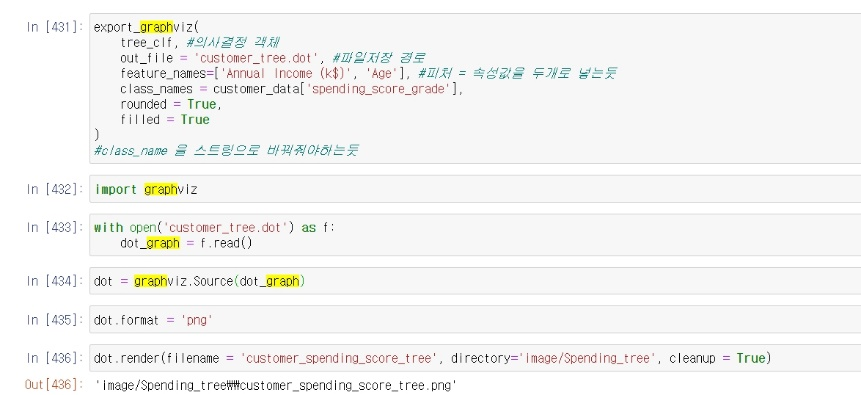 In [431]: export_graphviz(
tree_clf, #의사결정 객체
out_file = 'customer_tree.dot', #파일저장 경로
feature_names=['Annual Income (k$)', 'Age'], #피처 = 속성값을 두개로 넣는듯
class_names = customer_data['spending_score_grade'],
rounded = True,
filled = True
)
#class_name 을 스트링으로 바꿔줘야하는듯
In [432]: import graphviz
In [433]: with open('customer_tree.dot') as f:
dot_graph = f.read()
In [434]: dot = graphviz.Source(dot_graph)
In [435]: dot.format = 'png'
In [436]: dot.render(filename = 'customer_spending_score_tree', directory='image/Spending_tree', cleanup = True)
Out[436]: 'image/Spending_tree₩₩customer_spending_score_tree.png'